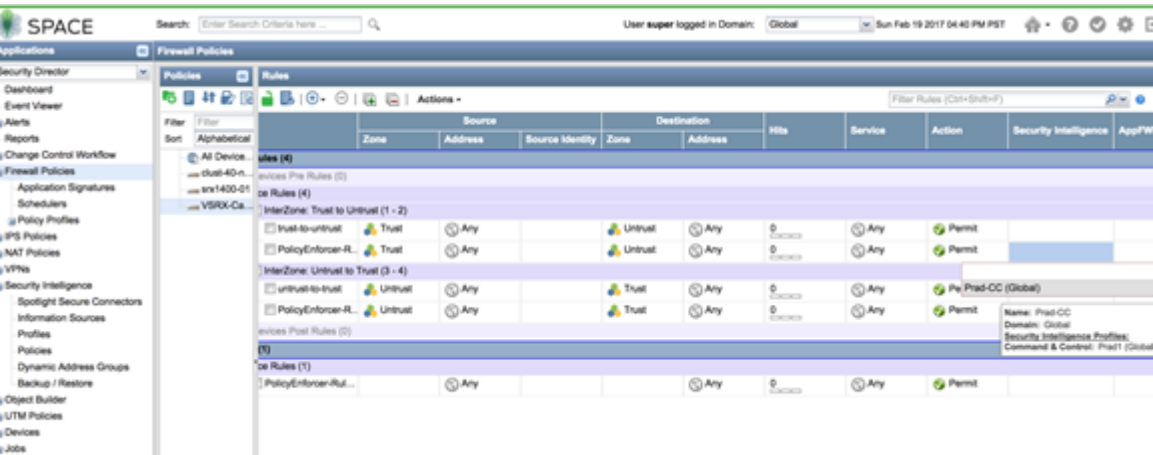 SPACE
Search: Enter Search Criteria here ...
User super logged in Domain: Global Sun Feb 19 2017 04:40 PM PST
Applications
Firewall Policies
Security Director
Policies
Rules
Dashboard
Event Viewer
Actions
Filter Rules (Ctrl+Shift+F)
Alerts
Reports
Change Control Workflow
Firewall Policies
Application Signatures
Schedulers
Policy Profiles
IPS Policies
NAT Policies
VPNs
Security Intelligence
Spotlight Secure Connectors
Information Sources
Profiles
Policies
Dynamic Address Groups
Backup / Restore
Object Builder
UTM Policies
Devices
Jobs
Filter Filter
Sort Alphabetical
All Device...
clust-40-n...
srx1400-01
VSRX-Ca...
Source Destination
Zone Address Source Identity Zone Address Hits Service Action Security Intelligence AppFW
ules (4)
evices Pre Rules (0)
ce Rules (4)
InterZone: Trust to Untrust (1 - 2)
trust-to-untrust Trust Any Untrust Any 0 Any Permit
PolicyEnforcer-R... Trust Any Untrust Any 0 Any Permit
InterZone: Untrust to Trust (3 - 4)
untrust-to-trust Untrust Any Trust Any 0 Any Pe
Prad-CC (Global)
PolicyEnforcer-R... Untrust Any Trust Any 0 Any Permit
Name: Prad-CC
Domain: Global
Security Intelligence Profiles:
Command & Control: Prad1 (Global
evices Post Rules (0)
(1)
ce Rules (1)
PolicyEnforcer-Rul... Any Any 0 Any Permit